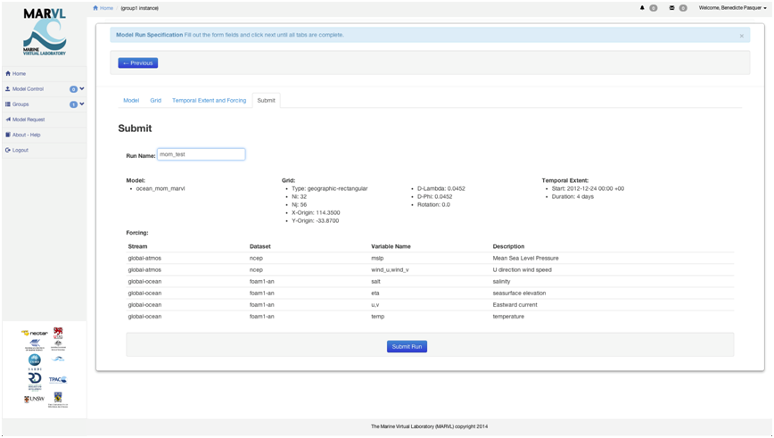 MARVL
MARINE
VIRTUAL LABORATORY
Home
(group1 instance)
0
0
Welcome, Benedicte Pasquer
Home
Model Control
Groups
Model Request
About - Help
Logout
Model Run Specification Fill out the form fields and click next until all tabs are complete.
×
← Previous
Model Grid Temporal Extent and Forcing Submit
Submit
Run Name: mom_test
Model:
ocean_mom_marvl
Grid:
Type: geographic-rectangular
Ni: 32
Nj: 56
X-Origin: 114.3500
Y-Origin: -33.8700
D-Lambda: 0.0452
D-Phi: 0.0452
Rotation: 0.0
Temporal Extent:
Start: 2012-12-24 00:00 +00
Duration: 4 days
Forcing:
Stream Dataset Variable Name Description
global-atmos ncep mslp Mean Sea Level Pressure
global-atmos ncep wind_u,wind_v U direction wind speed
global-ocean foam1-an salt salinity
global-ocean foam1-an eta seasurface elevation
global-ocean foam1-an u,v Eastward current
global-ocean foam1-an temp temperature
Submit Run
nectar
TPAC
UNSW
The Marine Virtual Laboratory (MARVL) copyright 2014